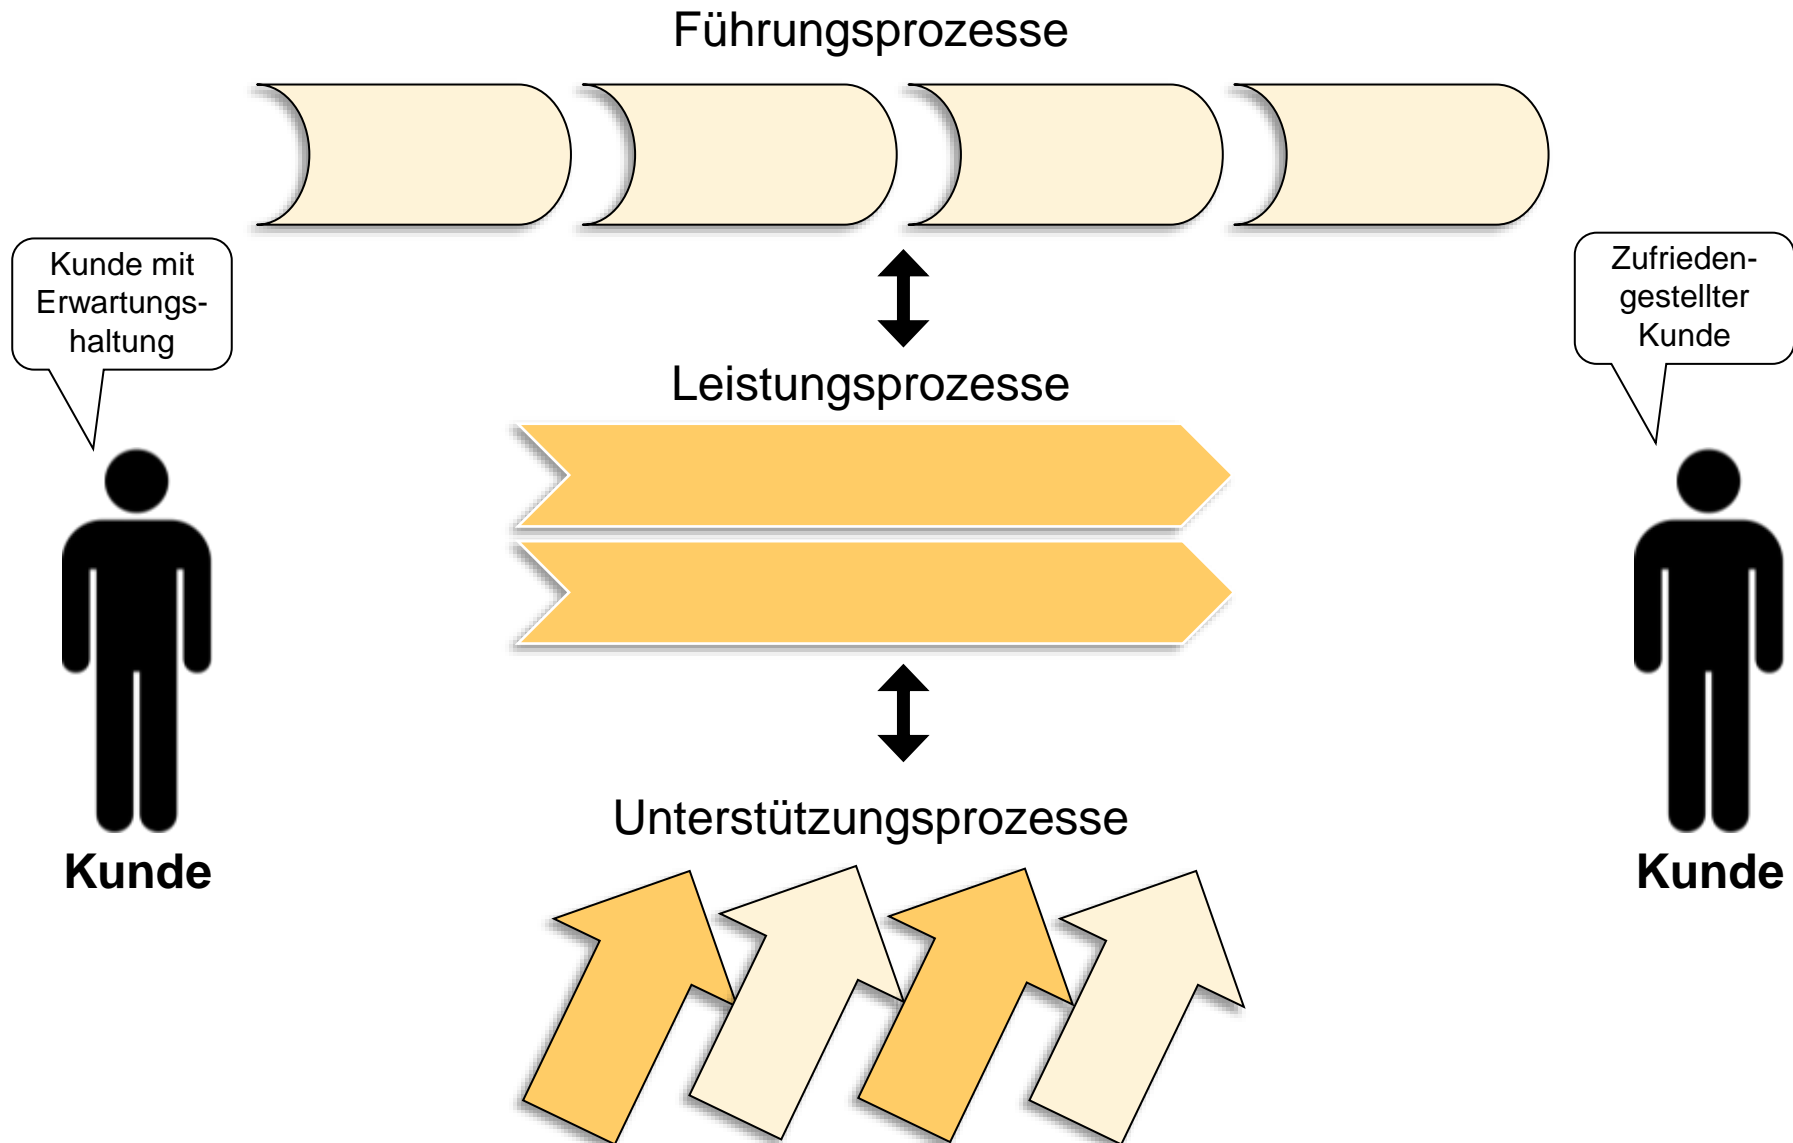 Führungsprozesse
Kunde mit
Erwartungs-
haltung
Zufrieden-
gestellter
Kunde
Leistungsprozesse
Unterstützungsprozesse
Kunde
Kunde